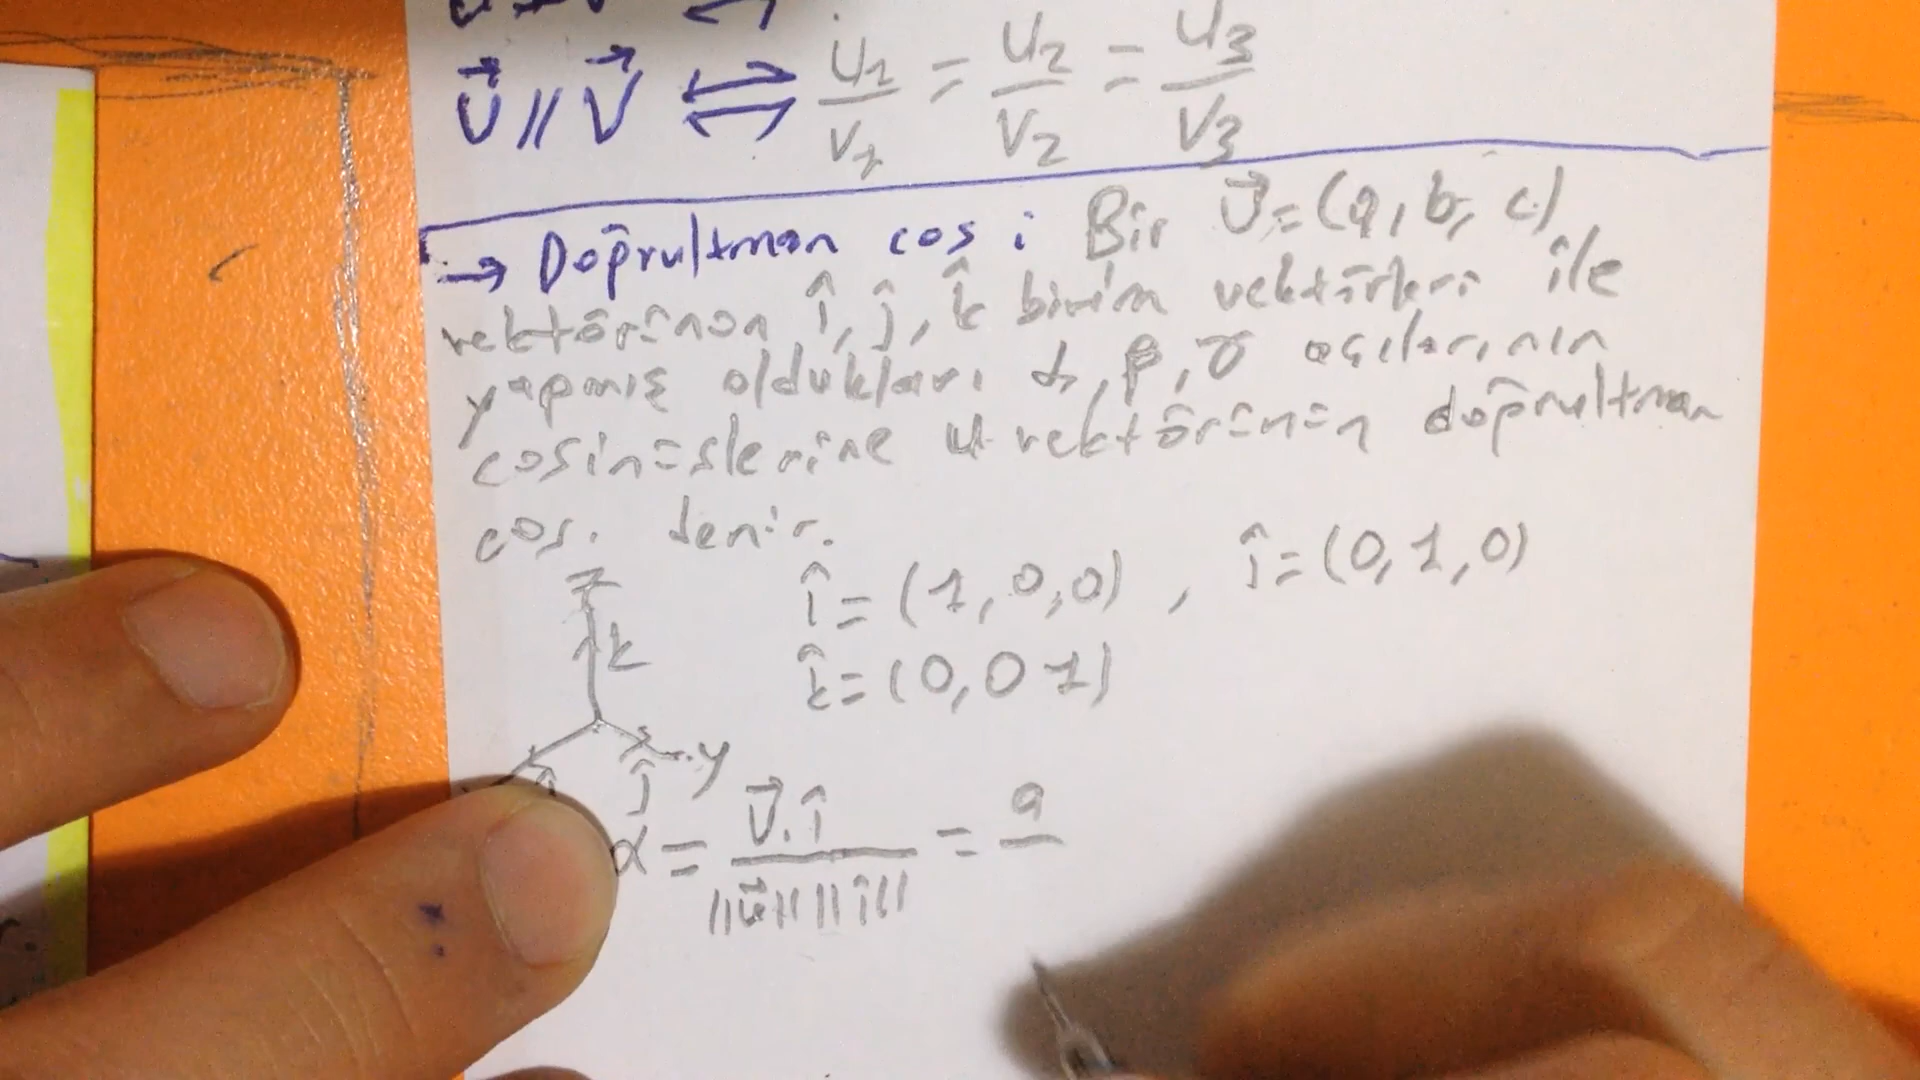 U⃗ // V⃗ ⟺ u1/v1 = u2/v2 = u3/v3
→ Doğrultman cos : Bir U⃗ = (a, b, c)
vektörünün î, ĵ, k̂ birim vektörleri ile
yapmış oldukları α, β, γ açılarının
cosinüslerine u vektörünün doğrultman
cos. denir.
î = (1, 0, 0) , ĵ = (0, 1, 0)
z
k
k̂ = (0, 0 1)
y
ĵ
α = U⃗.î / ||u⃗|| ||î|| = a